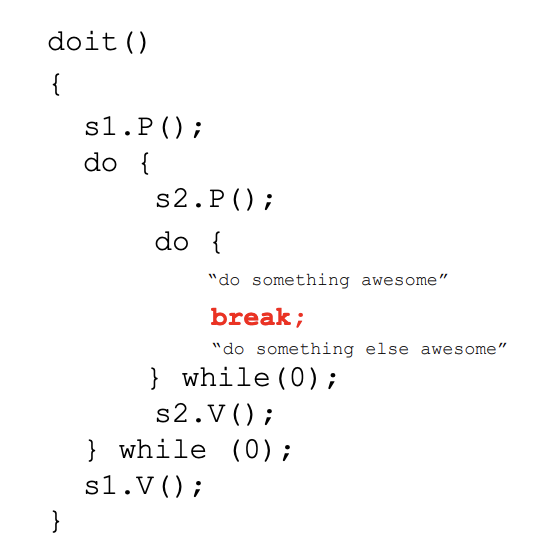 doit()
{
s1.P();
do {
s2.P();
do {
“do something awesome”
break;
“do something else awesome”
} while(0);
s2.V();
} while (0);
s1.V();
}